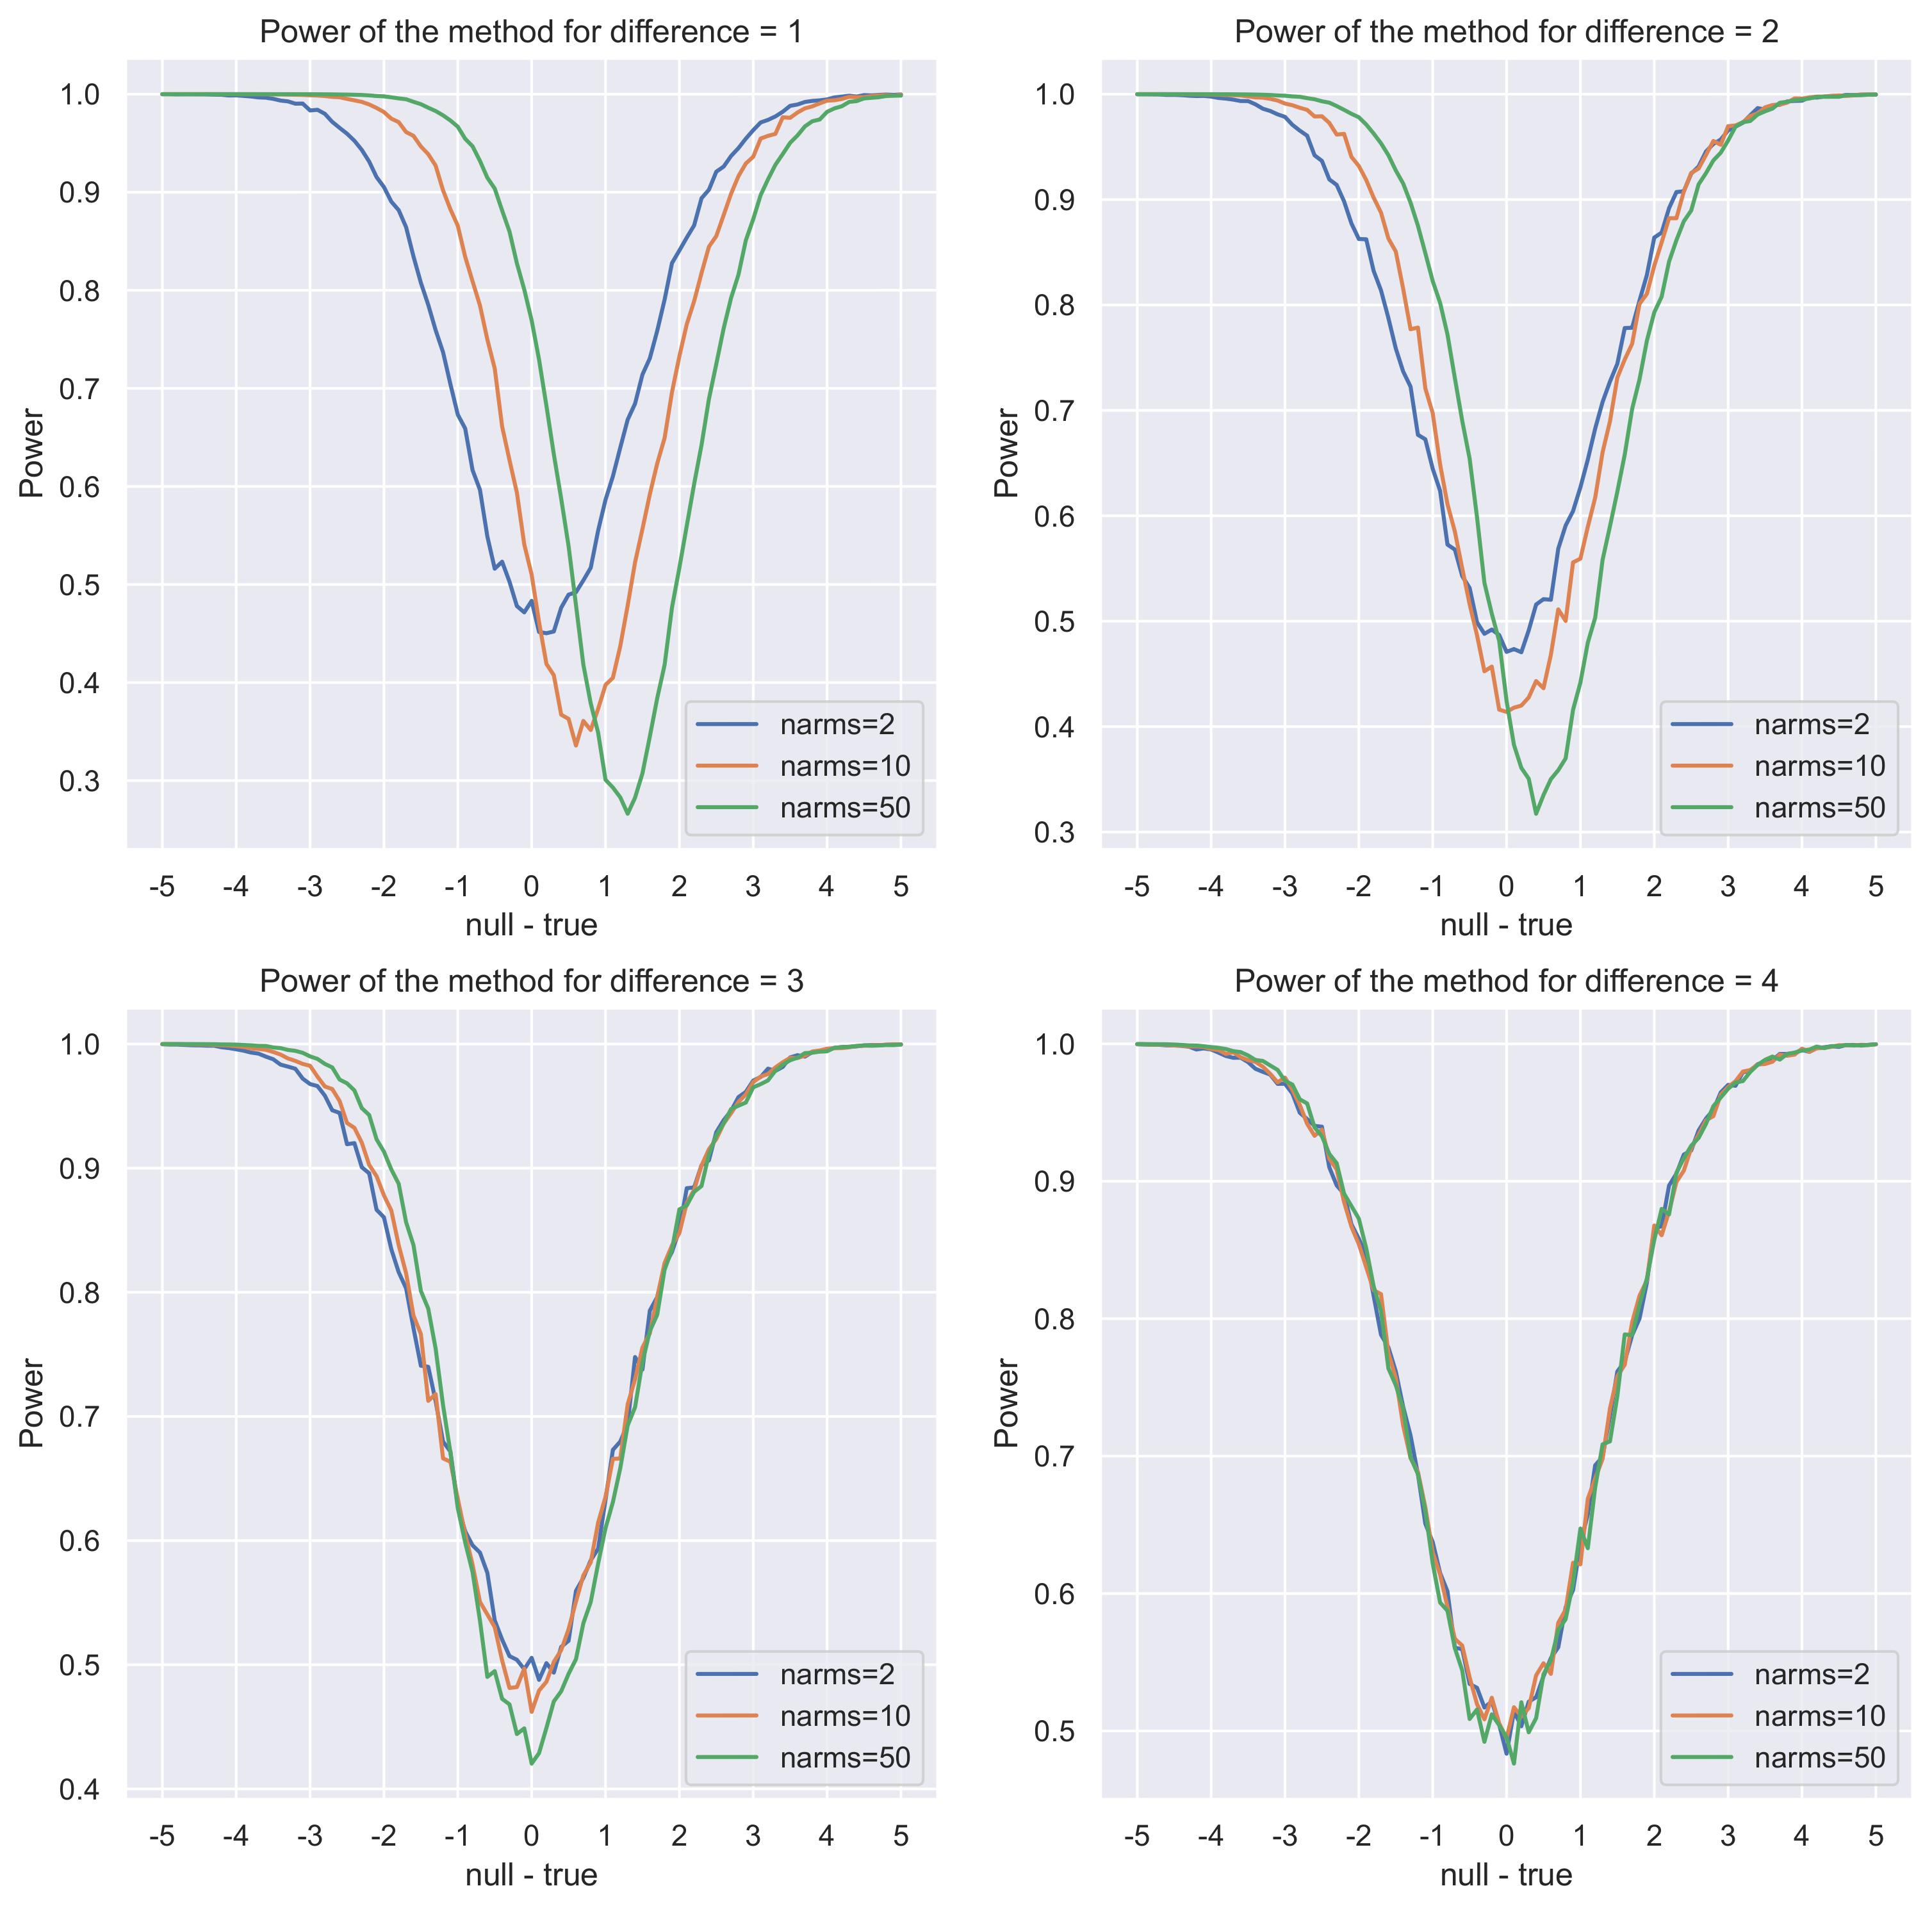 Power of the method for difference = 1
1.0
0.9
0.8
0.7
0.6
0.5
0.4
0.3
Power
-5 -4 -3 -2 -1 0 1 2 3 4 5
null - true
narms=2
narms=10
narms=50
Power of the method for difference = 2
1.0
0.9
0.8
0.7
0.6
0.5
0.4
0.3
Power
-5 -4 -3 -2 -1 0 1 2 3 4 5
null - true
narms=2
narms=10
narms=50
Power of the method for difference = 3
1.0
0.9
0.8
0.7
0.6
0.5
0.4
Power
-5 -4 -3 -2 -1 0 1 2 3 4 5
null - true
narms=2
narms=10
narms=50
Power of the method for difference = 4
1.0
0.9
0.8
0.7
0.6
0.5
Power
-5 -4 -3 -2 -1 0 1 2 3 4 5
null - true
narms=2
narms=10
narms=50